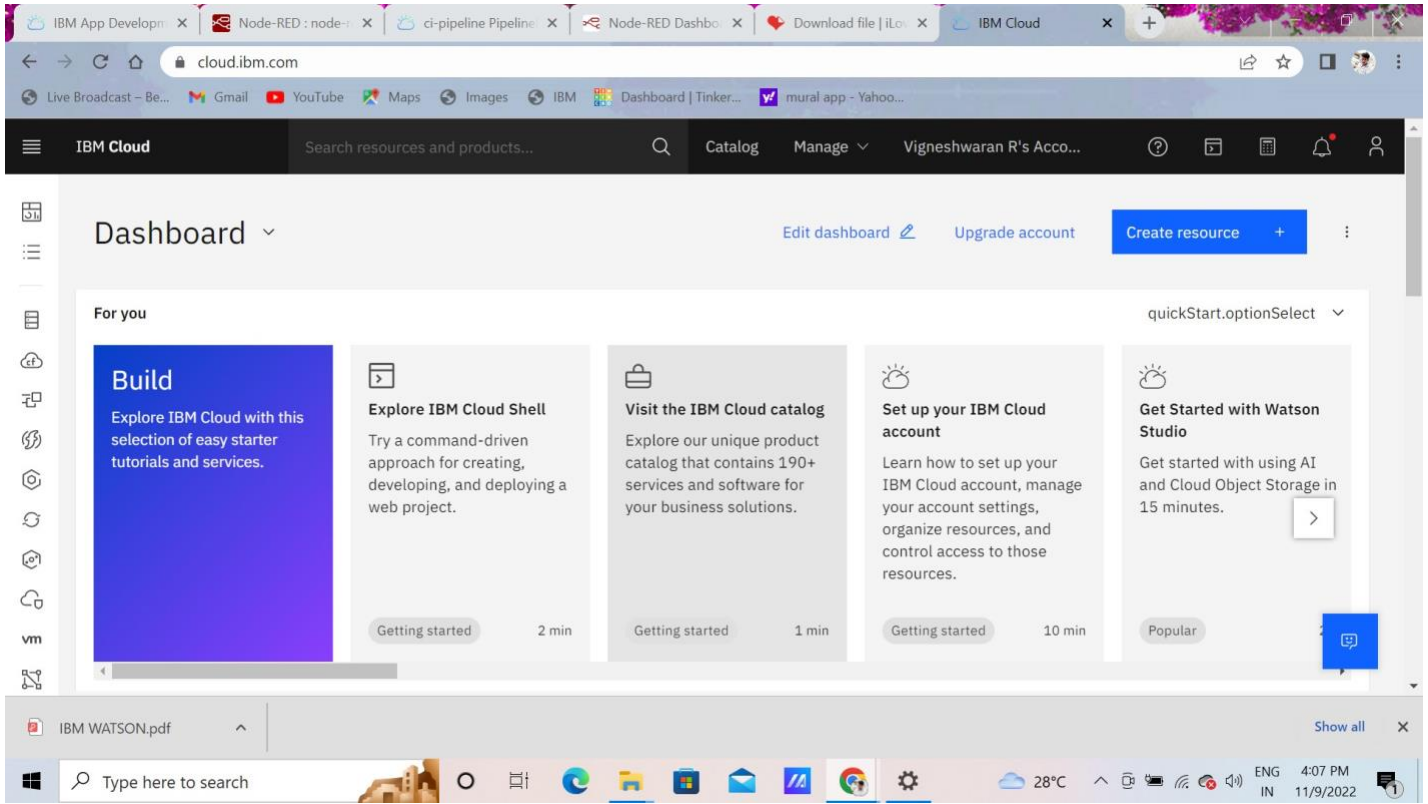 IBM App Developm
Node-RED : node-r
ci-pipeline Pipeline
Node-RED Dashbo
Download file | iLov
IBM Cloud
cloud.ibm.com
Live Broadcast – Be...
Gmail
YouTube
Maps
Images
IBM
Dashboard | Tinker...
mural app - Yahoo...
IBM Cloud
Search resources and products...
Catalog
Manage
Vigneshwaran R's Acco...
Dashboard
Edit dashboard
Upgrade account
Create resource +
For you
quickStart.optionSelect
Build
Explore IBM Cloud with this
selection of easy starter
tutorials and services.
Explore IBM Cloud Shell
Try a command-driven
approach for creating,
developing, and deploying a
web project.
Getting started
2 min
Visit the IBM Cloud catalog
Explore our unique product
catalog that contains 190+
services and software for
your business solutions.
Getting started
1 min
Set up your IBM Cloud
account
Learn how to set up your
IBM Cloud account, manage
your account settings,
organize resources, and
control access to those
resources.
Getting started
10 min
Get Started with Watson
Studio
Get started with using AI
and Cloud Object Storage in
15 minutes.
Popular
cf
vm
IBM WATSON.pdf
Show all
Type here to search
28°C
ENG
IN
4:07 PM
11/9/2022
1